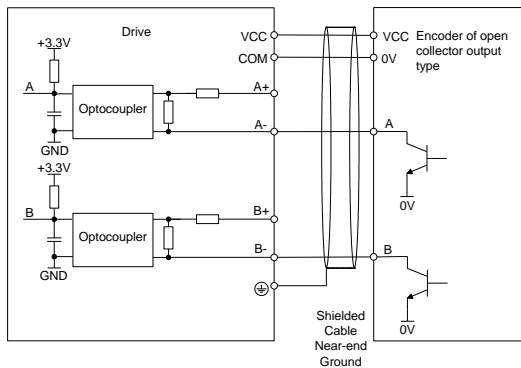 Drive
+3.3V
A
Optocoupler
GND
+3.3V
B
Optocoupler
GND
VCC
COM
A+
A-
B+
B-
VCC
0V
Encoder of open
collector output
type
A
0V
B
0V
Shielded
Cable
Near-end
Ground